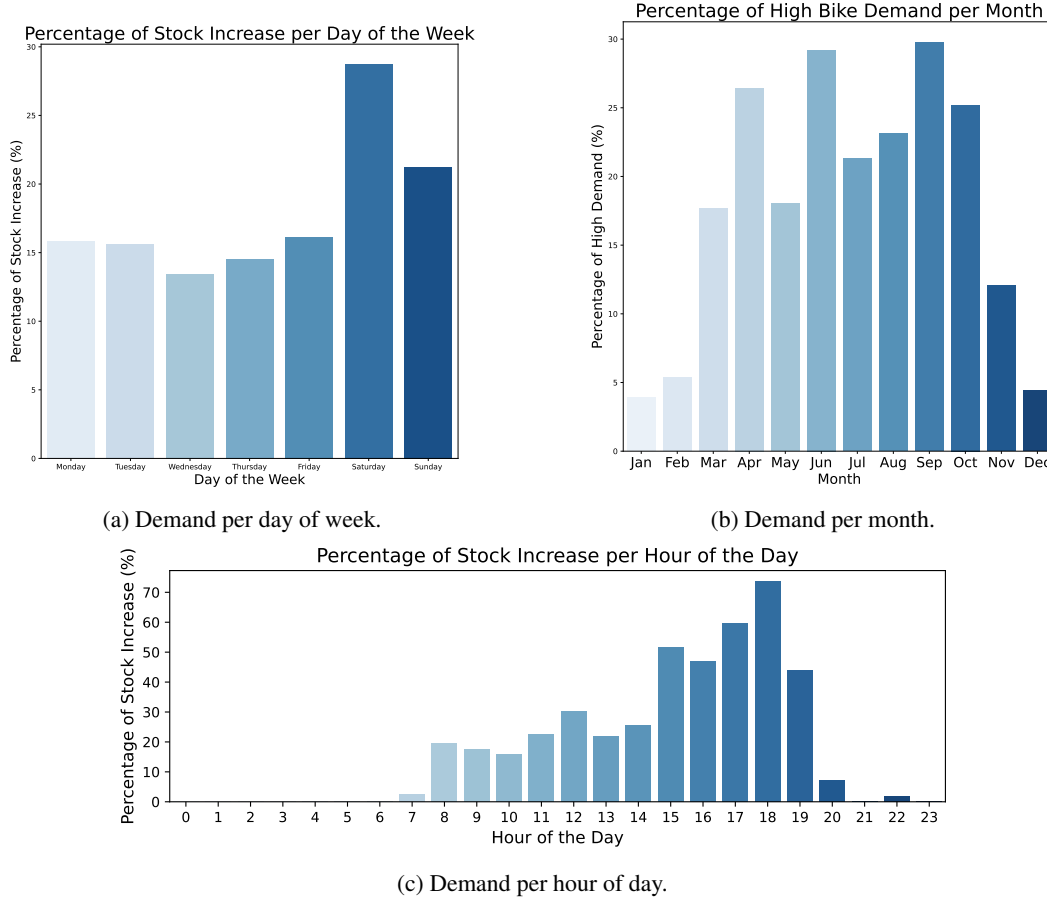 Percentage of Stock Increase per Day of the Week
30
25
20
15
10
5
0
Percentage of Stock Increase (%)
Monday Tuesday Wednesday Thursday Friday Saturday Sunday
Day of the Week
(a) Demand per day of week.
Percentage of High Bike Demand per Month
30
25
20
15
10
5
0
Percentage of High Demand (%)
Jan Feb Mar Apr May Jun Jul Aug Sep Oct Nov Dec
Month
(b) Demand per month.
Percentage of Stock Increase per Hour of the Day
70
60
50
40
30
20
10
0
Percentage of Stock Increase (%)
0 1 2 3 4 5 6 7 8 9 10 11 12 13 14 15 16 17 18 19 20 21 22 23
Hour of the Day
(c) Demand per hour of day.